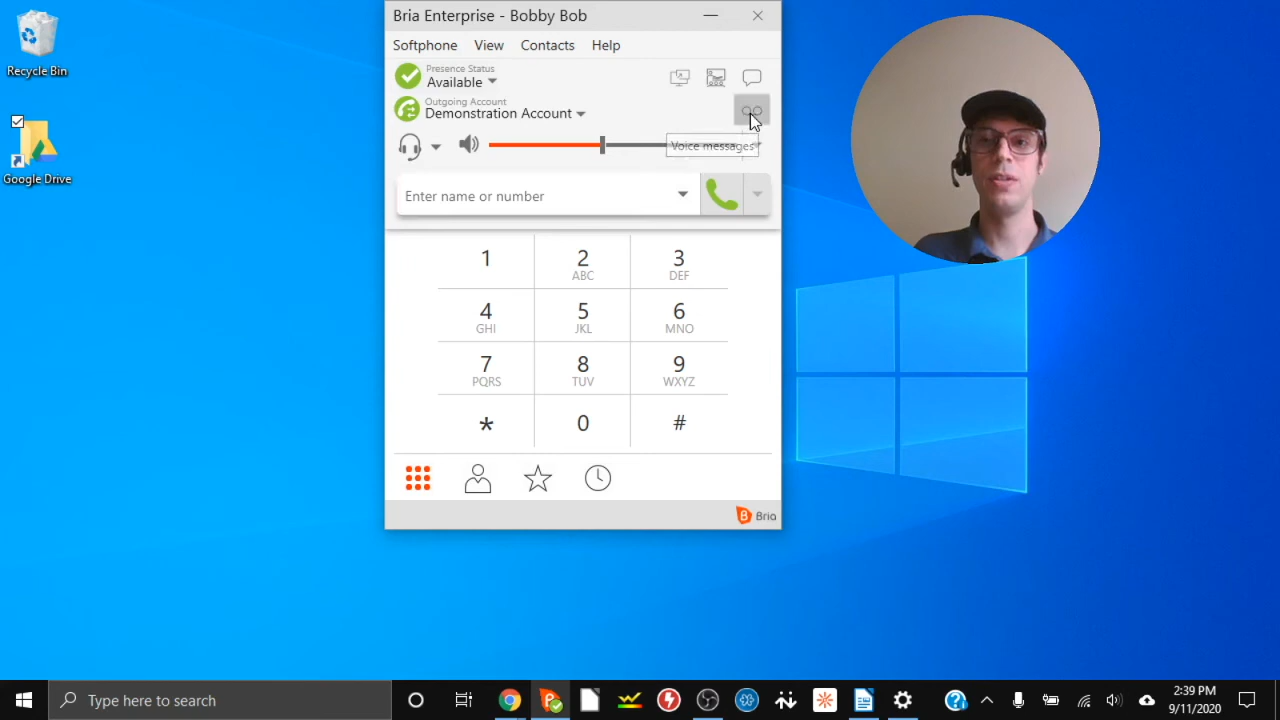 Recycle Bin
Google Drive
Bria Enterprise - Bobby Bob
Softphone View Contacts Help
Presence Status
Available
Outgoing Account
Demonstration Account
Voice messages
Enter name or number
1 2 3
ABC DEF
4 5 6
GHI JKL MNO
7 8 9
PQRS TUV WXYZ
* 0 #
Bria
Type here to search
2:39 PM
9/11/2020